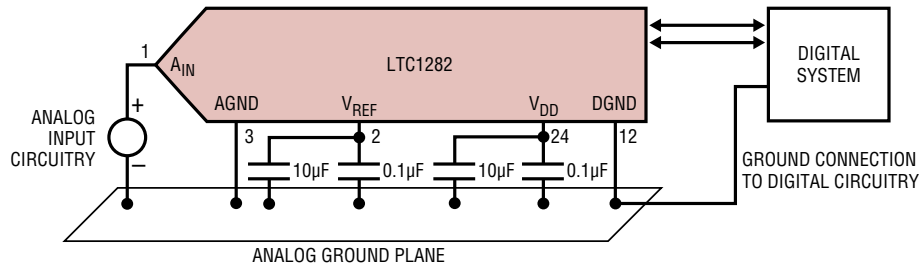 1
A_IN
LTC1282
DIGITAL
SYSTEM
AGND
V_REF
V_DD
DGND
+
ANALOG
INPUT
CIRCUITRY
–
3
2
24
12
10µF
0.1µF
10µF
0.1µF
GROUND CONNECTION
TO DIGITAL CIRCUITRY
ANALOG GROUND PLANE